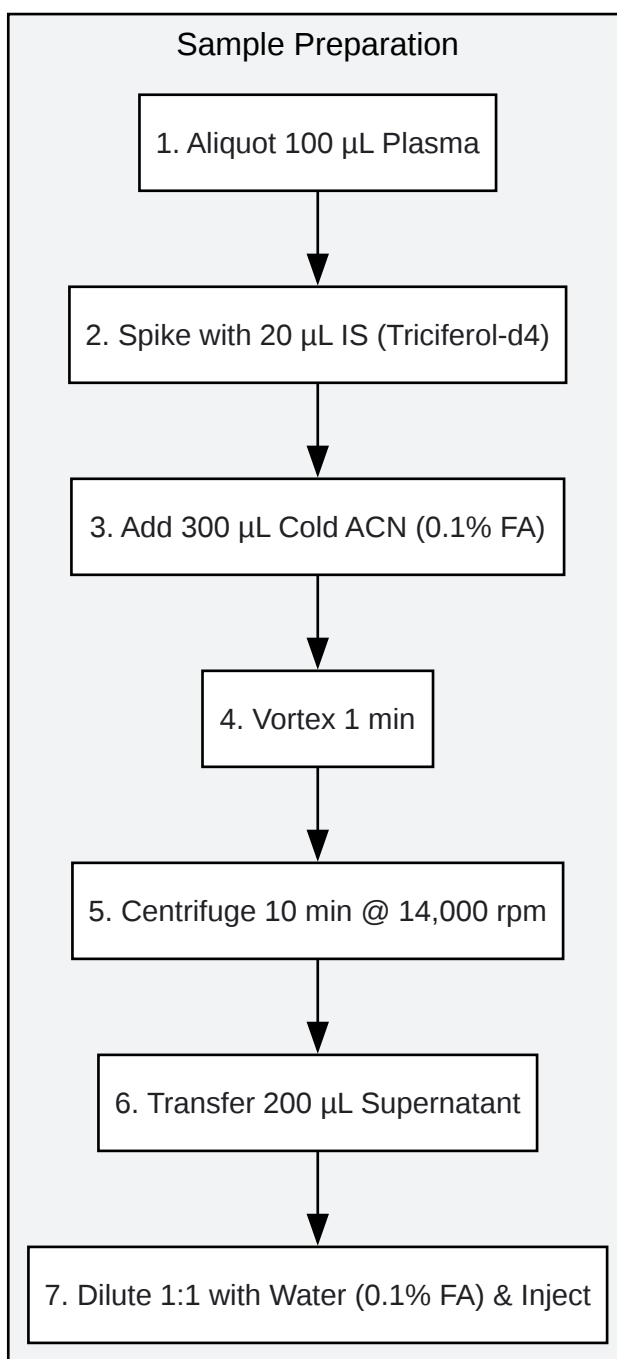 Sample Preparation
1. Aliquot 100 µL Plasma
2. Spike with 20 µL IS (Triciferol-d4)
3. Add 300 µL Cold ACN (0.1% FA)
4. Vortex 1 min
5. Centrifuge 10 min @ 14,000 rpm
6. Transfer 200 µL Supernatant
7. Dilute 1:1 with Water (0.1% FA) & Inject